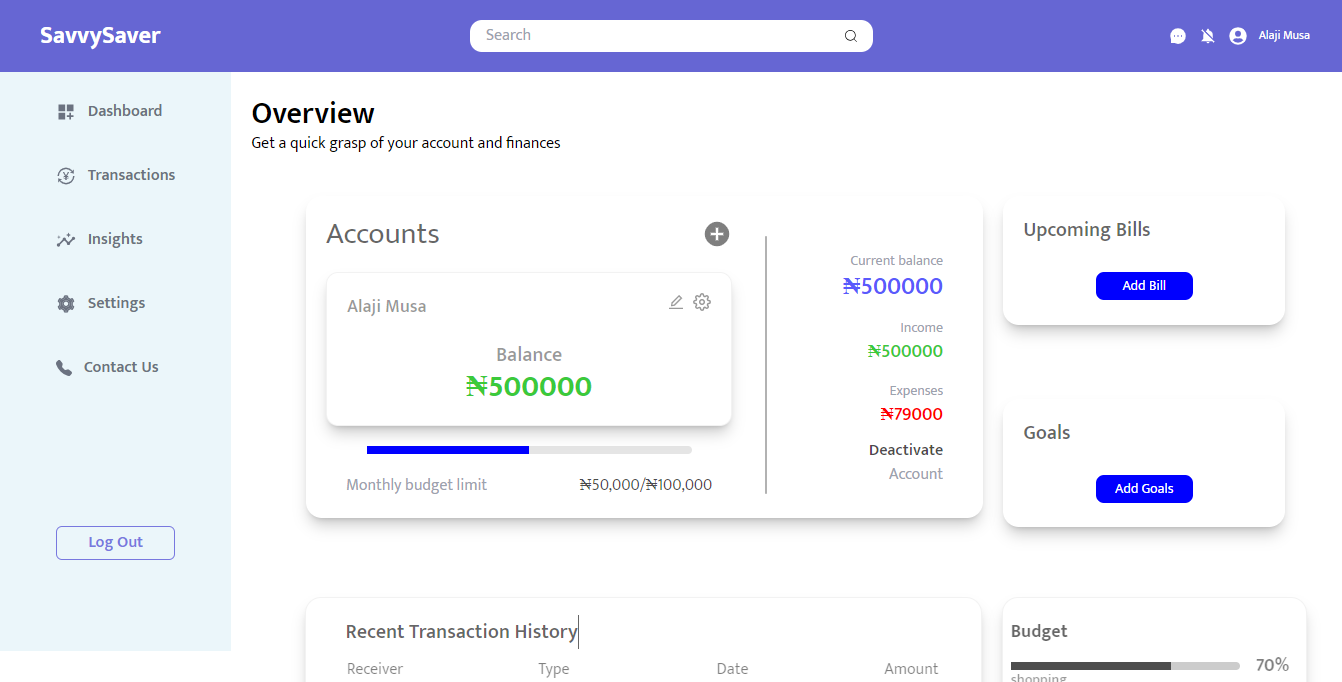 SavvySaver
Search
Alaji Musa
Dashboard
Transactions
Insights
Settings
Contact Us
Log Out
Overview
Get a quick grasp of your account and finances
Accounts
Alaji Musa
Balance
₦500000
Monthly budget limit ₦50,000/₦100,000
Current balance
₦500000
Income
₦500000
Expenses
₦79000
Deactivate
Account
Upcoming Bills
Add Bill
Goals
Add Goals
Recent Transaction History
Receiver Type Date Amount
Budget
70%
shopping